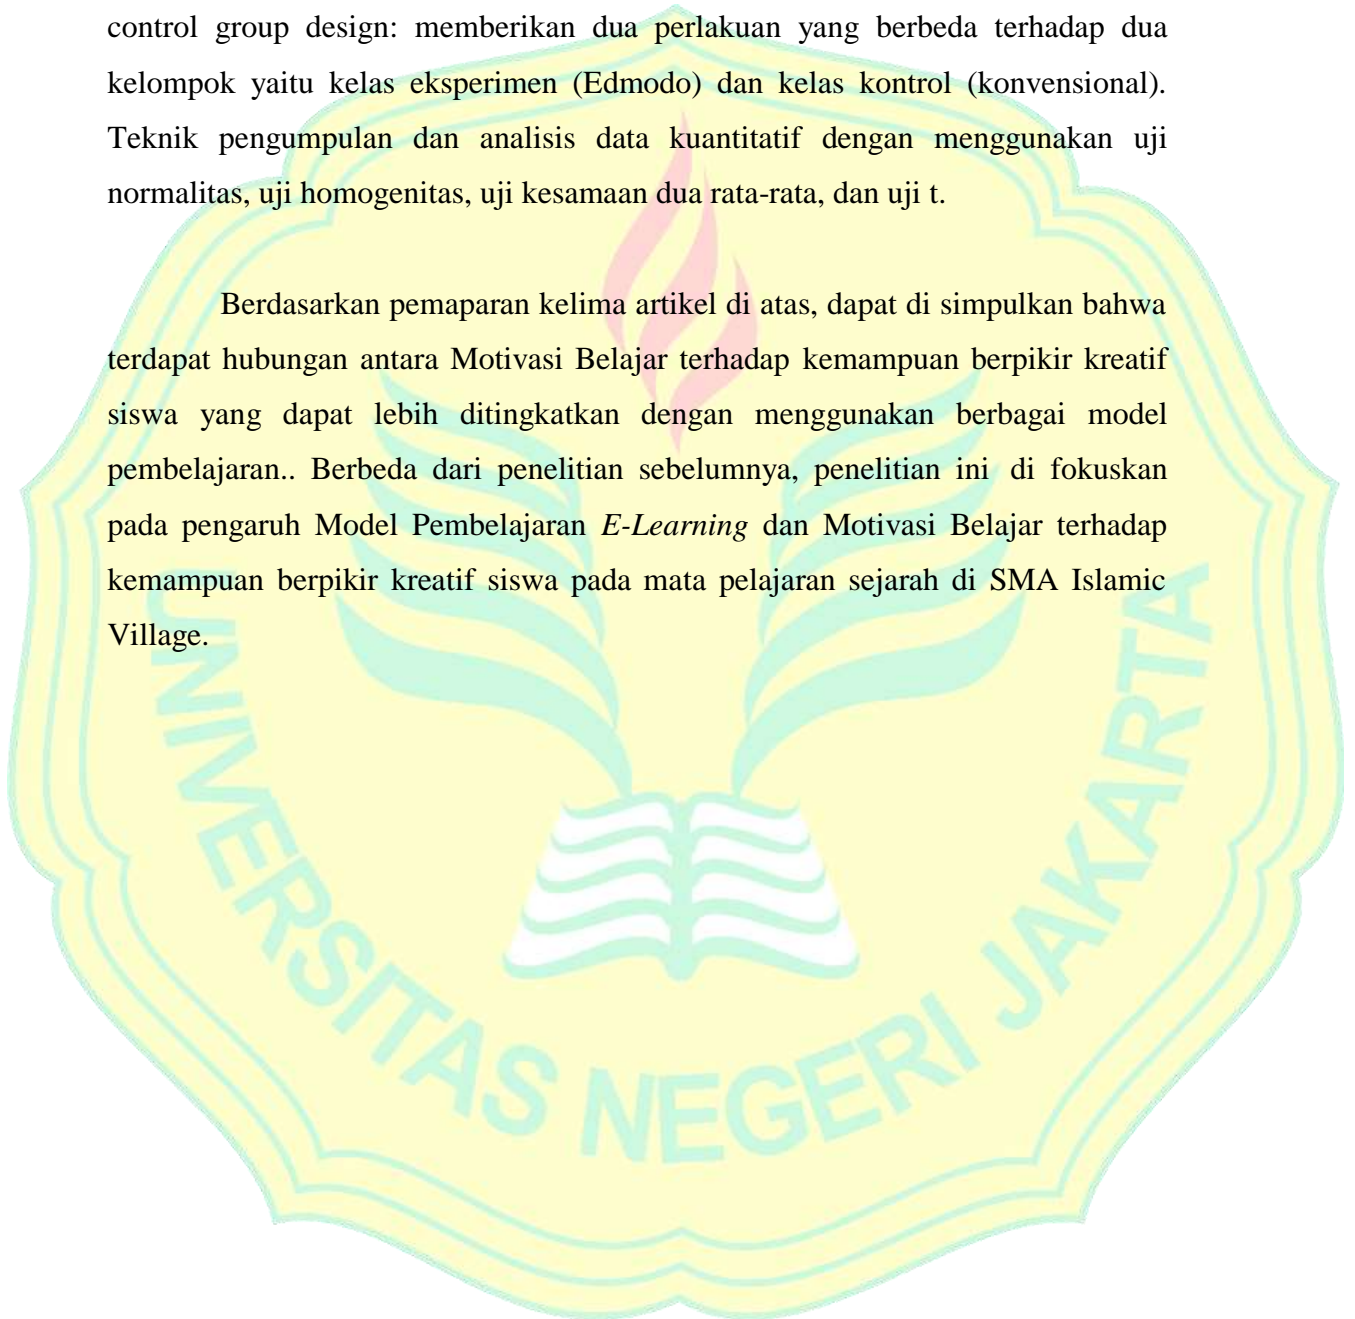 control group design: memberikan dua perlakuan yang berbeda terhadap dua
kelompok yaitu kelas eksperimen (Edmodo) dan kelas kontrol (konvensional).
Teknik pengumpulan dan analisis data kuantitatif dengan menggunakan uji
normalitas, uji homogenitas, uji kesamaan dua rata-rata, dan uji t.
Berdasarkan pemaparan kelima artikel di atas, dapat di simpulkan bahwa
terdapat hubungan antara Motivasi Belajar terhadap kemampuan berpikir kreatif
siswa yang dapat lebih ditingkatkan dengan menggunakan berbagai model
pembelajaran.. Berbeda dari penelitian sebelumnya, penelitian ini di fokuskan
pada pengaruh Model Pembelajaran E-Learning dan Motivasi Belajar terhadap
kemampuan berpikir kreatif siswa pada mata pelajaran sejarah di SMA Islamic
Village.
UNIVERSITAS NEGERI JAKARTA